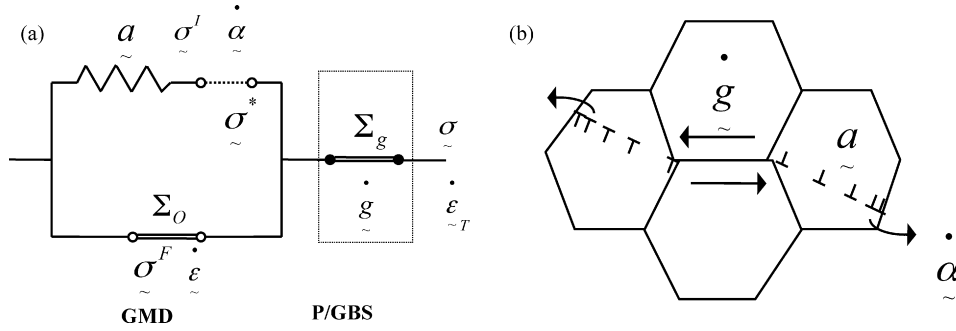 (a)
a̰ σ̰ᴵ α̰̇
σ̰*
Σ_g
σ̰
ġ̰
ε̰̇_T
Σ_O
σ̰ᶠ ε̰̇
GMD P/GBS
(b)
ġ̰
a̰
α̰̇